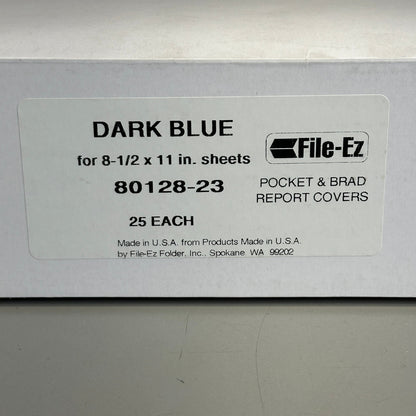 DARK BLUE
for 8-1/2 x 11 in. sheets
80128-23
25 EACH
File-Ez
POCKET & BRAD
REPORT COVERS
Made in U.S.A. from Products Made in U.S.A.
by File-Ez Folder, Inc., Spokane WA 99202